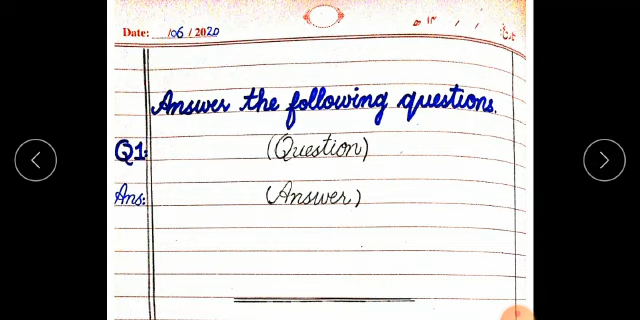 Date: /06 / 2020
Answer the following questions.
Q1: (Question)
Ans: (Answer)